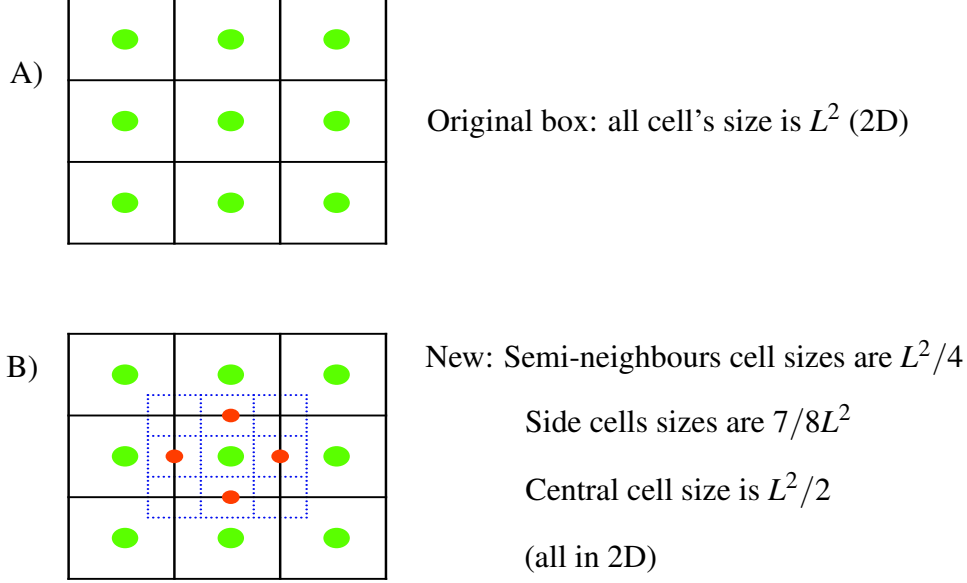 A)
Original box: all cell's size is L² (2D)
B)
New: Semi-neighbours cell sizes are L²/4
Side cells sizes are 7/8L²
Central cell size is L²/2
(all in 2D)